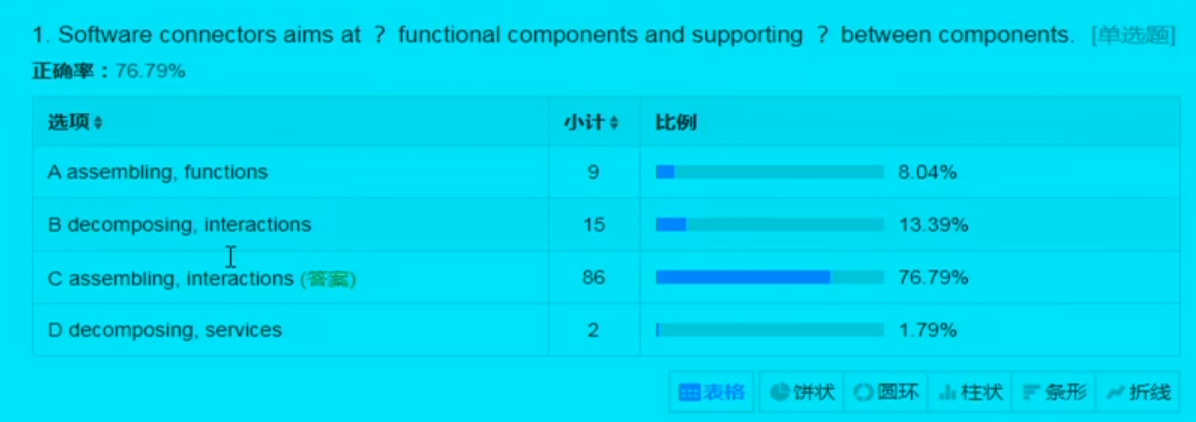 1. Software connectors aims at ? functional components and supporting ? between components. [单选题]
正确率：76.79%
选项 小计 比例
A assembling, functions 9 8.04%
B decomposing, interactions 15 13.39%
C assembling, interactions (答案) 86 76.79%
D decomposing, services 2 1.79%
表格 饼状 圆环 柱状 条形 折线